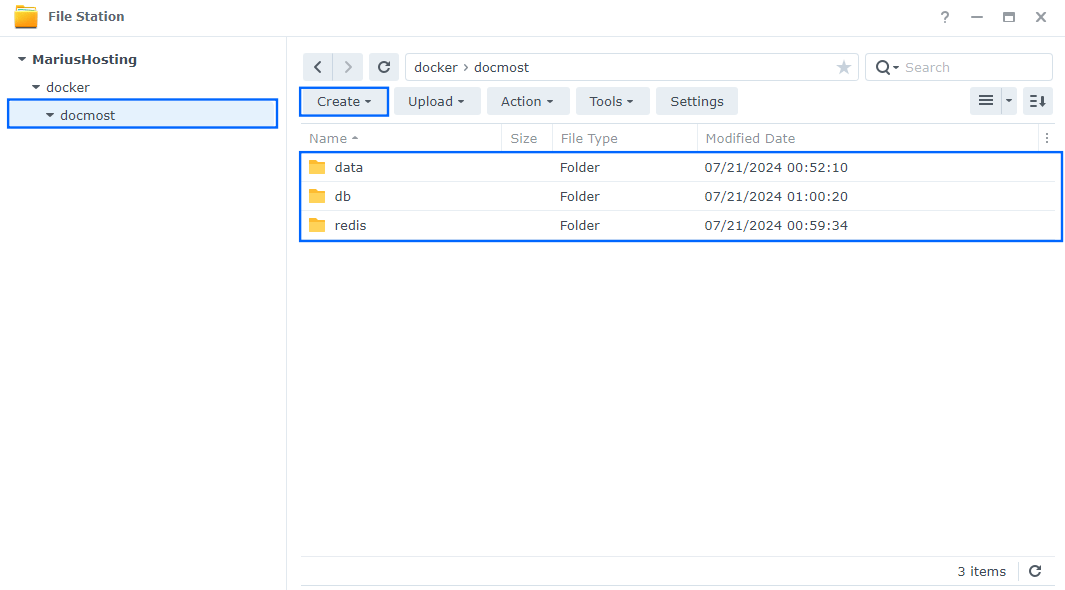 File Station
MariusHosting
docker
docmost
docker › docmost
Search
Create Upload Action Tools Settings
Name Size File Type Modified Date
data Folder 07/21/2024 00:52:10
db Folder 07/21/2024 01:00:20
redis Folder 07/21/2024 00:59:34
3 items